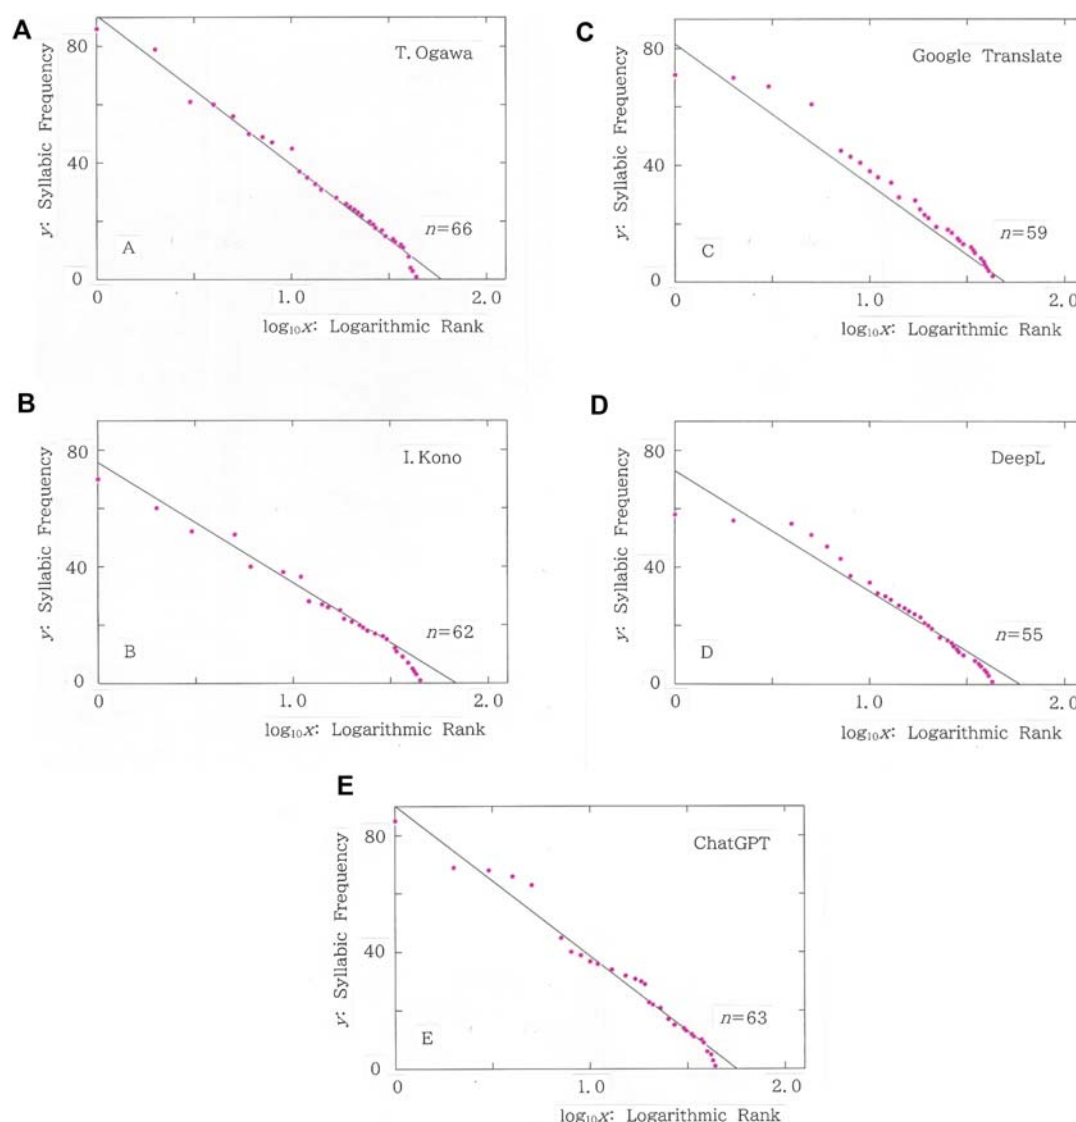 A
T. Ogawa
y: Syllabic Frequency
80
40
0
n=66
A
0
1.0
2.0
log₁₀x: Logarithmic Rank
C
Google Translate
y: Syllabic Frequency
80
40
0
n=59
C
0
1.0
2.0
log₁₀x: Logarithmic Rank
B
I. Kono
y: Syllabic Frequency
80
40
0
n=62
B
0
1.0
2.0
log₁₀x: Logarithmic Rank
D
DeepL
y: Syllabic Frequency
80
40
0
n=55
D
0
1.0
2.0
log₁₀x: Logarithmic Rank
E
ChatGPT
y: Syllabic Frequency
80
40
0
n=63
E
0
1.0
2.0
log₁₀x: Logarithmic Rank